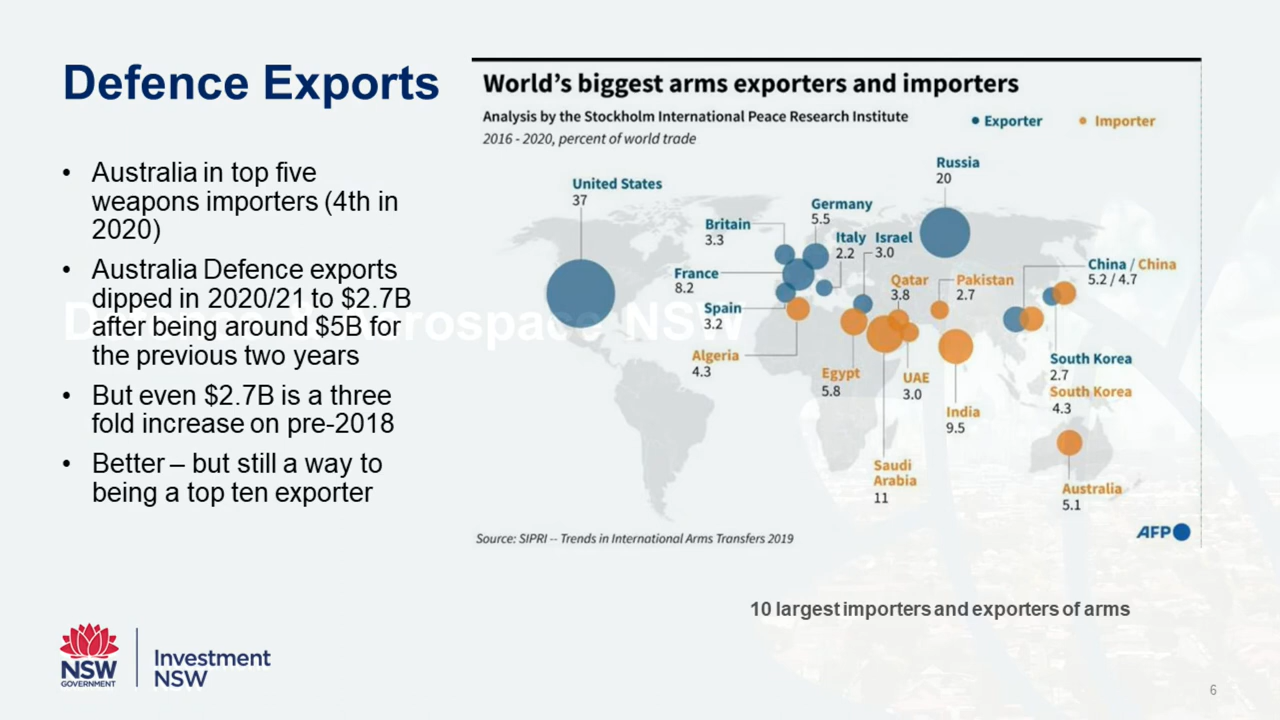 Defence Exports
• Australia in top five
weapons importers (4th in
2020)
• Australia Defence exports
dipped in 2020/21 to $2.7B
after being around $5B for
the previous two years
• But even $2.7B is a three
fold increase on pre-2018
• Better – but still a way to
being a top ten exporter
World's biggest arms exporters and importers
Analysis by the Stockholm International Peace Research Institute
2016 - 2020, percent of world trade
Exporter
Importer
United States
37
Britain
3.3
France
8.2
Spain
3.2
Algeria
4.3
Germany
5.5
Italy
2.2
Israel
3.0
Russia
20
Qatar
3.8
Pakistan
2.7
Egypt
5.8
UAE
3.0
Saudi
Arabia
11
India
9.5
China / China
5.2 / 4.7
South Korea
2.7
South Korea
4.3
Australia
5.1
Source: SIPRI -- Trends in International Arms Transfers 2019
AFP
10 largest importers and exporters of arms
NSW
GOVERNMENT
Investment
NSW
6